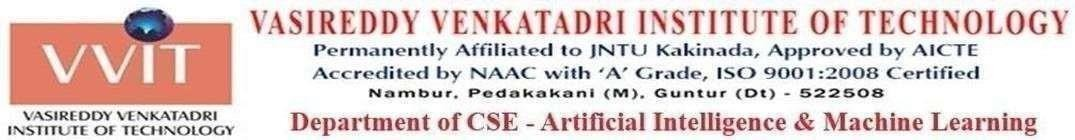 VVIT
VASIREDDY VENKATADRI
INSTITUTE OF TECHNOLOGY
VASIREDDY VENKATADRI INSTITUTE OF TECHNOLOGY
Permanently Affiliated to JNTU Kakinada, Approved by AICTE
Accredited by NAAC with ‘A’ Grade, ISO 9001:2008 Certified
Nambur, Pedakakani (M), Guntur (Dt) - 522508
Department of CSE - Artificial Intelligence & Machine Learning